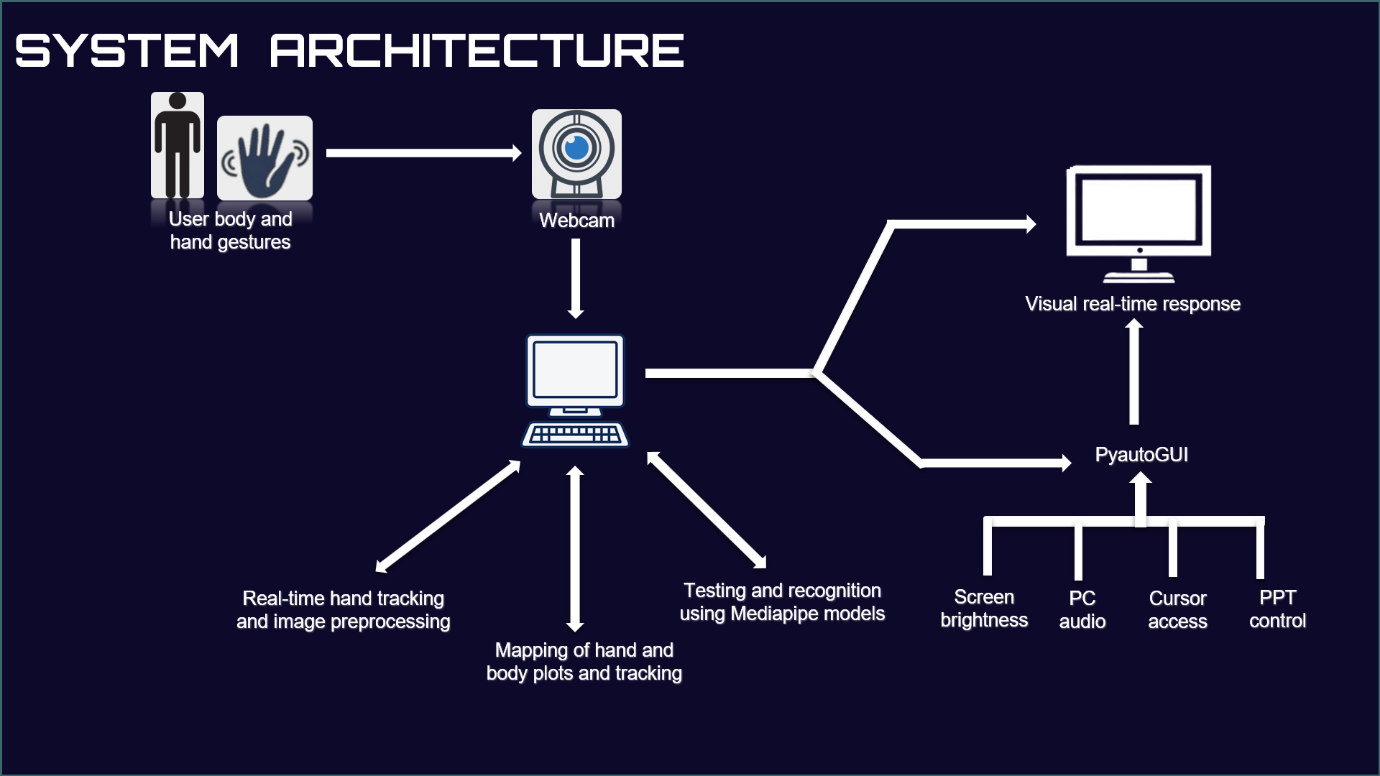 SYSTEM ARCHITECTURE
User body and
hand gestures
Webcam
Visual real-time response
PyautoGUI
Real-time hand tracking
and image preprocessing
Mapping of hand and
body plots and tracking
Testing and recognition
using Mediapipe models
Screen
brightness
PC
audio
Cursor
access
PPT
control